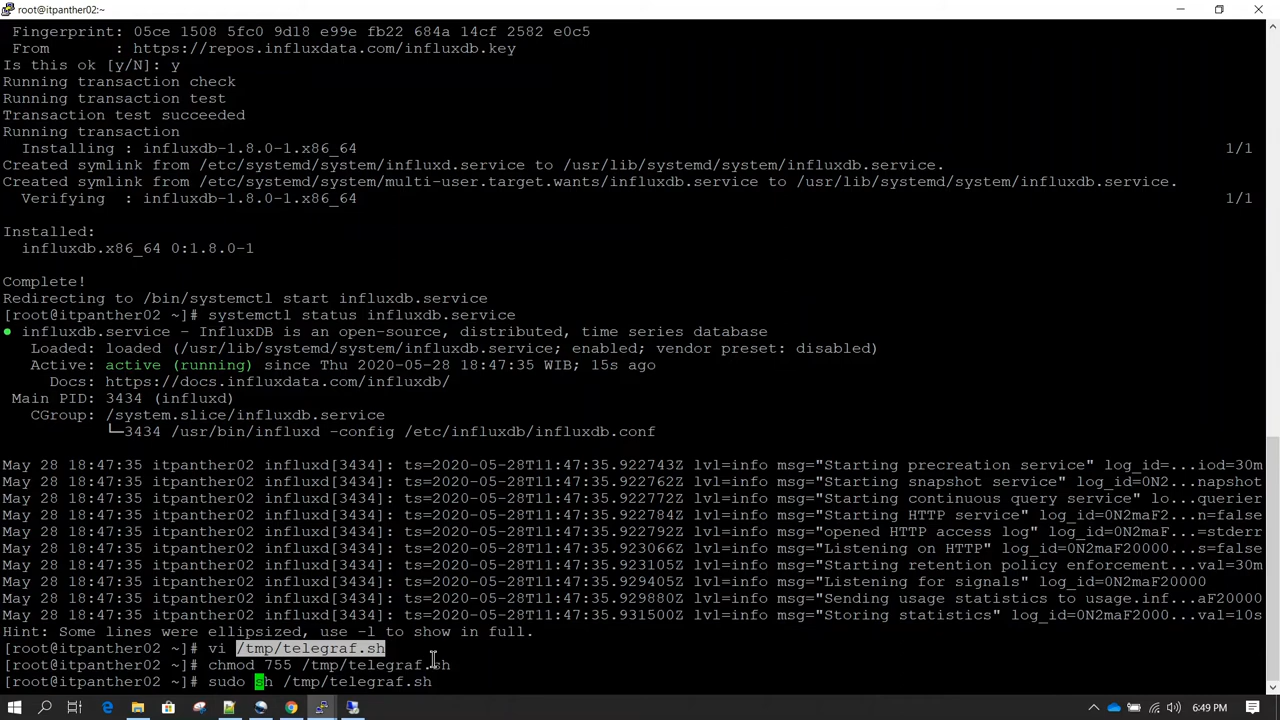 root@itpanther02:~
Fingerprint: 05ce 1508 5fc0 9d18 e99e fb22 684a 14cf 2582 e0c5
From       : https://repos.influxdata.com/influxdb.key
Is this ok [y/N]: y
Running transaction check
Running transaction test
Transaction test succeeded
Running transaction
  Installing : influxdb-1.8.0-1.x86_64 1/1
Created symlink from /etc/systemd/system/influxd.service to /usr/lib/systemd/system/influxdb.service.
Created symlink from /etc/systemd/system/multi-user.target.wants/influxdb.service to /usr/lib/systemd/system/influxdb.service.
  Verifying  : influxdb-1.8.0-1.x86_64 1/1
Installed:
  influxdb.x86_64 0:1.8.0-1
Complete!
Redirecting to /bin/systemctl start influxdb.service
[root@itpanther02 ~]# systemctl status influxdb.service
● influxdb.service - InfluxDB is an open-source, distributed, time series database
   Loaded: loaded (/usr/lib/systemd/system/influxdb.service; enabled; vendor preset: disabled)
   Active: active (running) since Thu 2020-05-28 18:47:35 WIB; 15s ago
     Docs: https://docs.influxdata.com/influxdb/
 Main PID: 3434 (influxd)
   CGroup: /system.slice/influxdb.service
           └─3434 /usr/bin/influxd -config /etc/influxdb/influxdb.conf
May 28 18:47:35 itpanther02 influxd[3434]: ts=2020-05-28T11:47:35.922743Z lvl=info msg="Starting precreation service" log_id=...iod=30m
May 28 18:47:35 itpanther02 influxd[3434]: ts=2020-05-28T11:47:35.922762Z lvl=info msg="Starting snapshot service" log_id=0N2...napshot
May 28 18:47:35 itpanther02 influxd[3434]: ts=2020-05-28T11:47:35.922772Z lvl=info msg="Starting continuous query service" lo...querier
May 28 18:47:35 itpanther02 influxd[3434]: ts=2020-05-28T11:47:35.922784Z lvl=info msg="Starting HTTP service" log_id=0N2maF2...n=false
May 28 18:47:35 itpanther02 influxd[3434]: ts=2020-05-28T11:47:35.922792Z lvl=info msg="opened HTTP access log" log_id=0N2maF...=stderr
May 28 18:47:35 itpanther02 influxd[3434]: ts=2020-05-28T11:47:35.923066Z lvl=info msg="Listening on HTTP" log_id=0N2maF20000...s=false
May 28 18:47:35 itpanther02 influxd[3434]: ts=2020-05-28T11:47:35.923105Z lvl=info msg="Starting retention policy enforcement...val=30m
May 28 18:47:35 itpanther02 influxd[3434]: ts=2020-05-28T11:47:35.929405Z lvl=info msg="Listening for signals" log_id=0N2maF20000
May 28 18:47:35 itpanther02 influxd[3434]: ts=2020-05-28T11:47:35.929880Z lvl=info msg="Sending usage statistics to usage.inf...aF20000
May 28 18:47:35 itpanther02 influxd[3434]: ts=2020-05-28T11:47:35.931500Z lvl=info msg="Storing statistics" log_id=0N2maF2000...val=10s
Hint: Some lines were ellipsized, use -l to show in full.
[root@itpanther02 ~]# vi /tmp/telegraf.sh
[root@itpanther02 ~]# chmod 755 /tmp/telegraf.sh
[root@itpanther02 ~]# sudo sh /tmp/telegraf.sh
6:49 PM